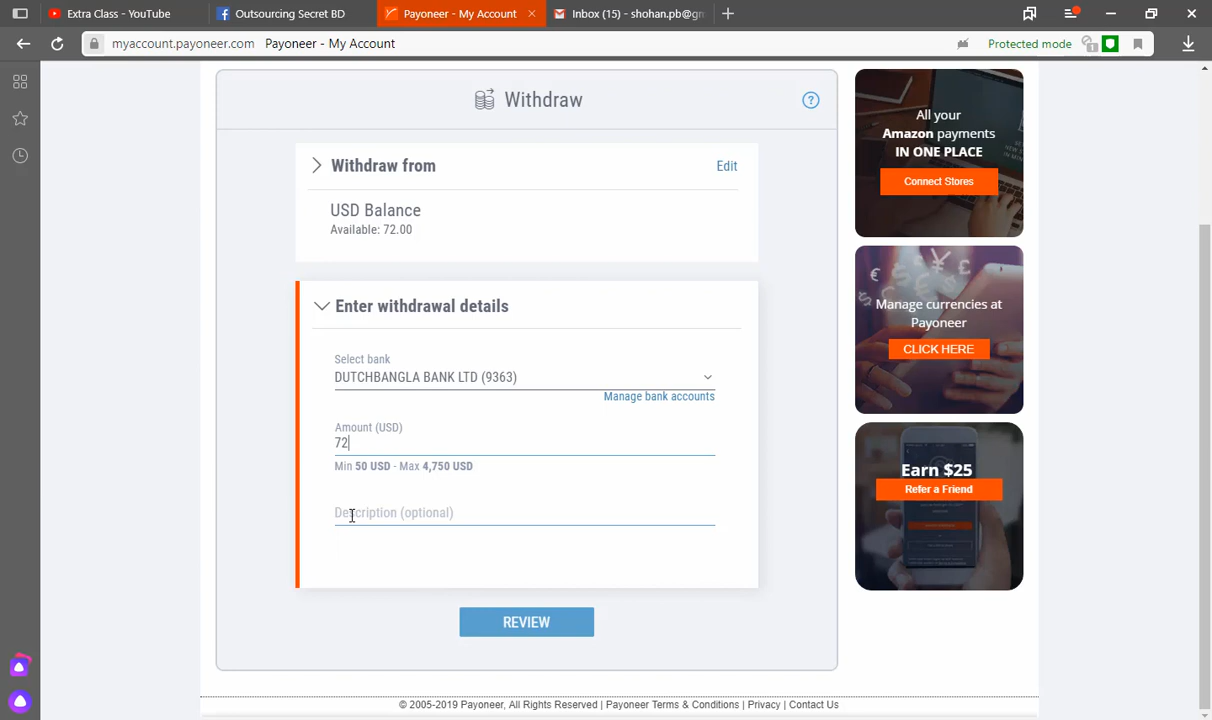 Extra Class - YouTube
Outsourcing Secret BD
Payoneer - My Account
Inbox (15) - shohan.pb@gm
myaccount.payoneer.com Payoneer - My Account
Protected mode
Withdraw
Withdraw from
Edit
USD Balance
Available: 72.00
Enter withdrawal details
Select bank
DUTCHBANGLA BANK LTD (9363)
Manage bank accounts
Amount (USD)
72
Min 50 USD - Max 4,750 USD
Description (optional)
REVIEW
All your
Amazon payments
IN ONE PLACE
Connect Stores
Manage currencies at
Payoneer
CLICK HERE
Earn $25
Refer a Friend
© 2005-2019 Payoneer, All Rights Reserved | Payoneer Terms & Conditions | Privacy | Contact Us